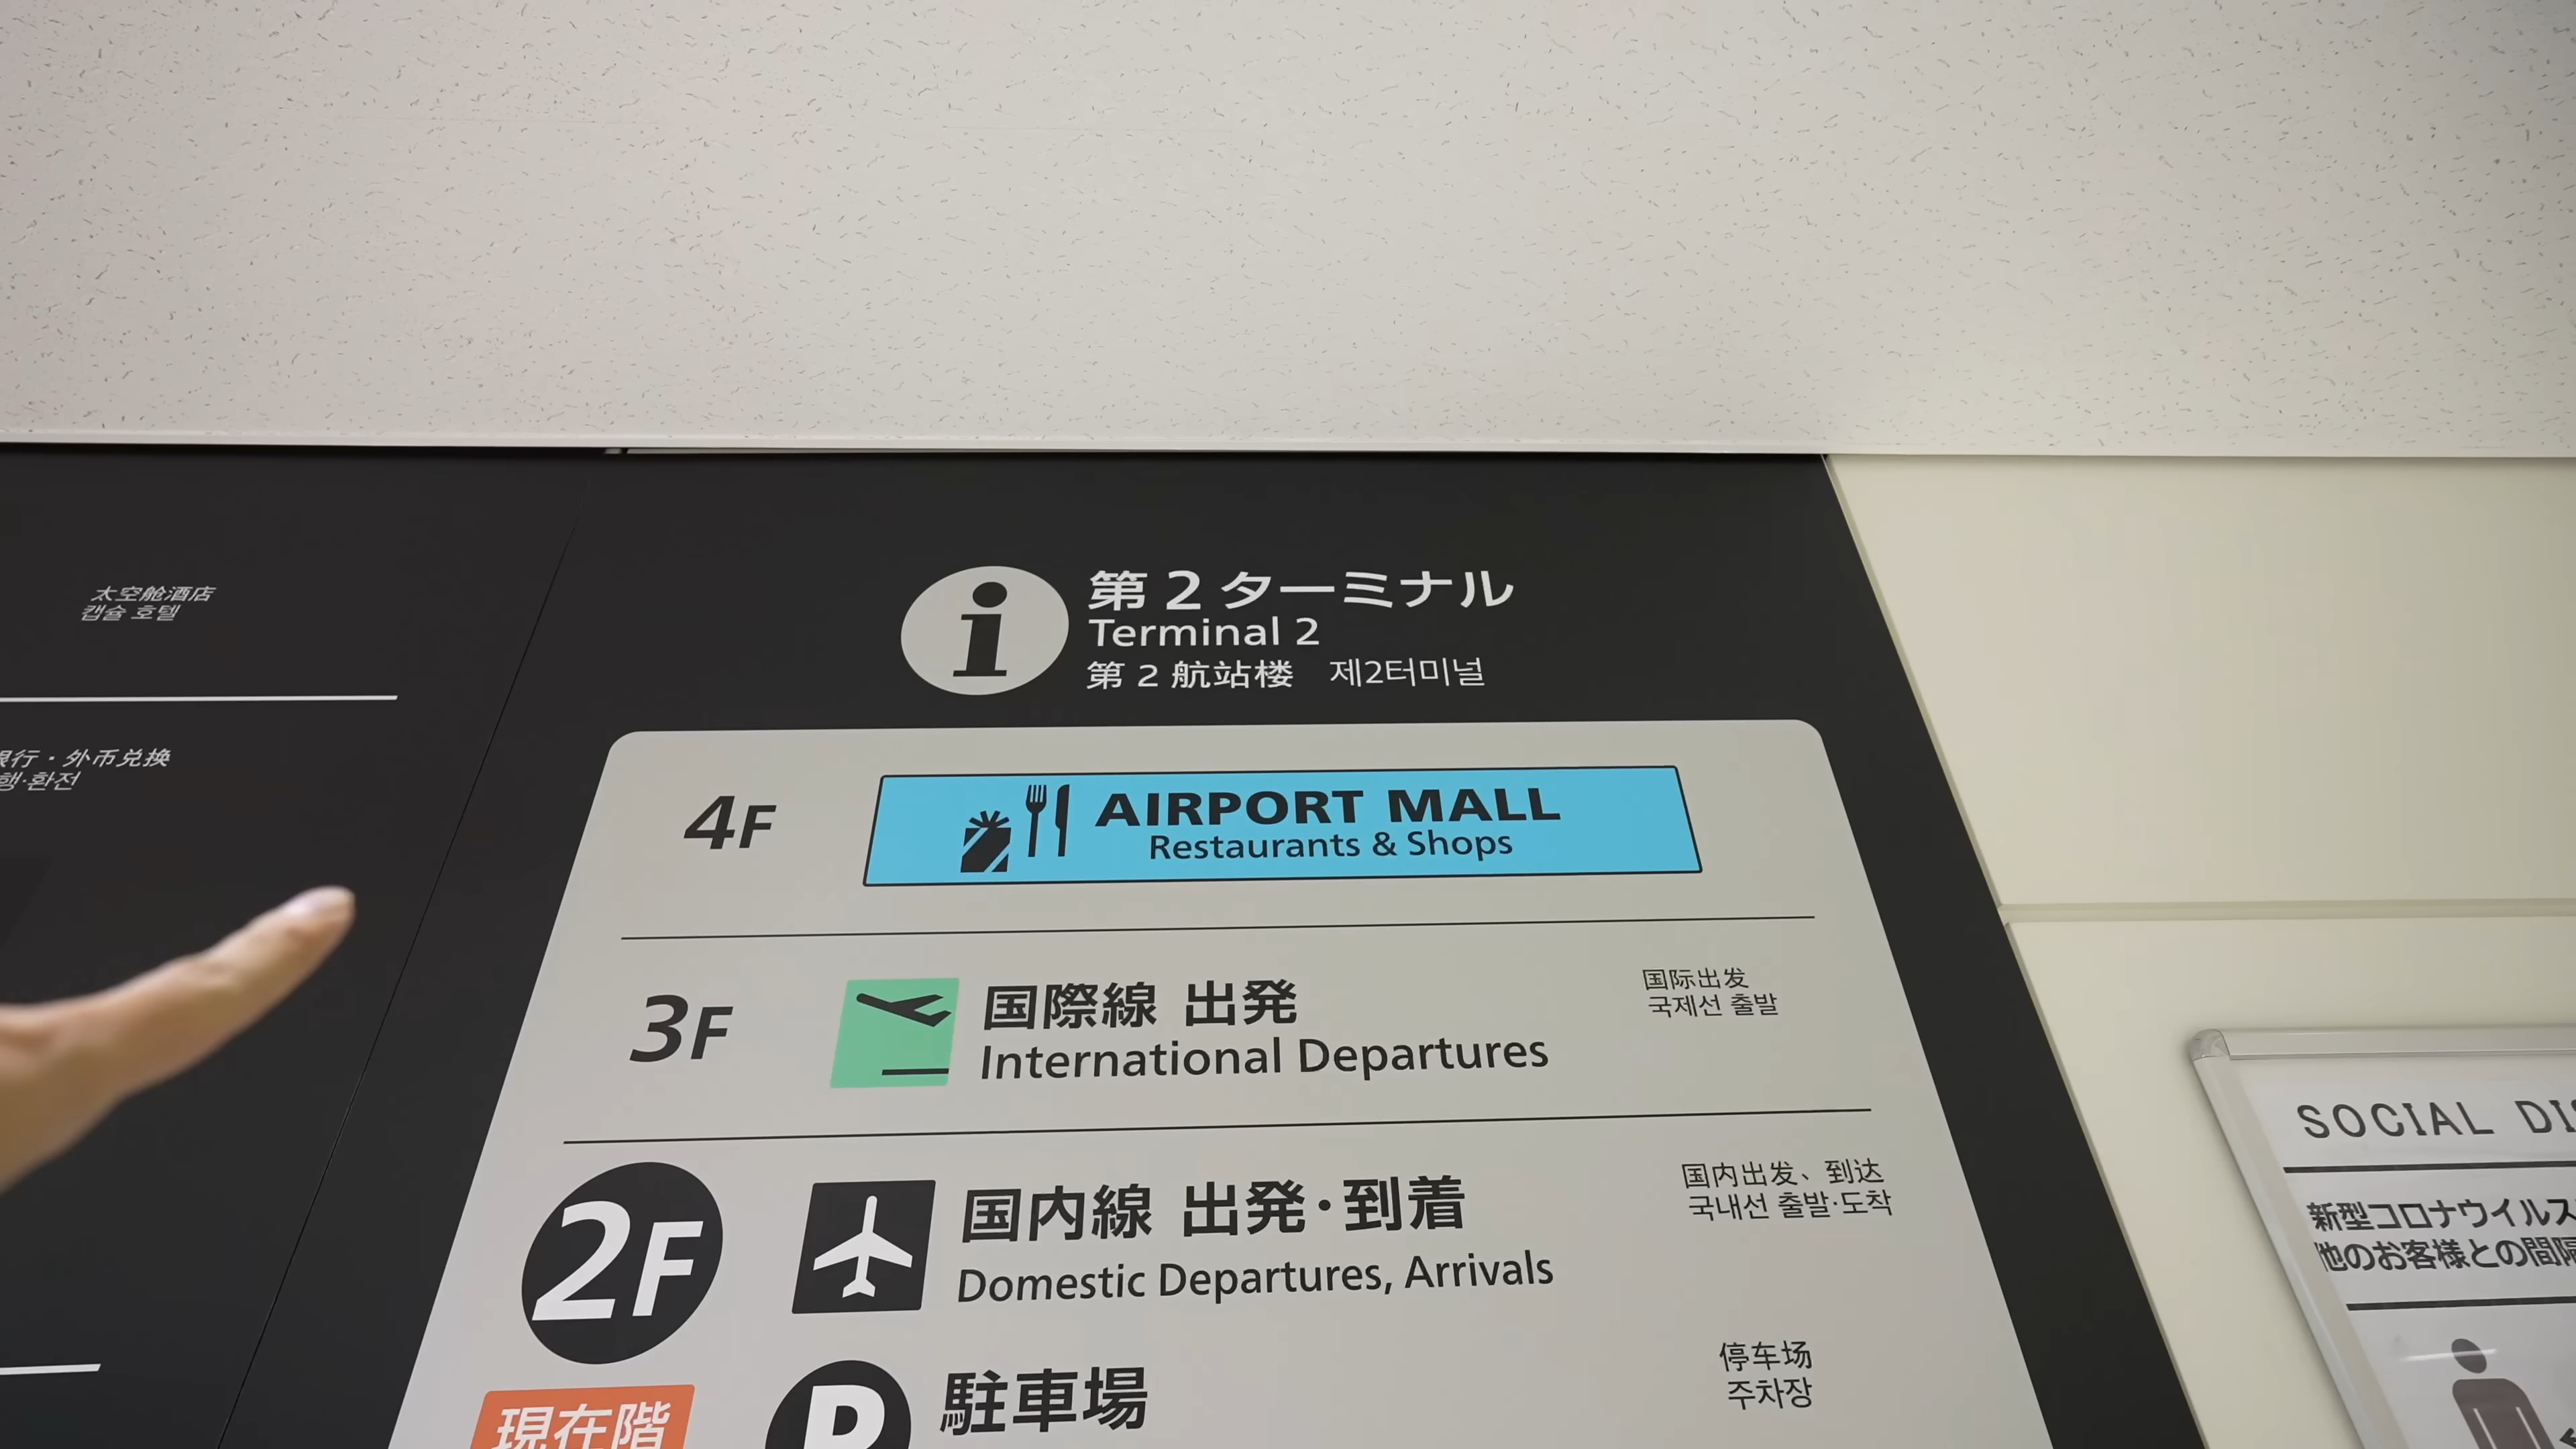 太空舱酒店
캡슐 호텔
行・外币兑换
행·환전
i
第2ターミナル
Terminal 2
第2航站楼 제2터미널
4F
AIRPORT MALL
Restaurants & Shops
3F
国際線 出発
International Departures
国际出发
국제선 출발
2F
国内線 出発・到着
Domestic Departures, Arrivals
国内出发、到达
국내선 출발·도착
現在階
P
駐車場
停车场
주차장
SOCIAL
新型コロナウイルス
他のお客様との間隔